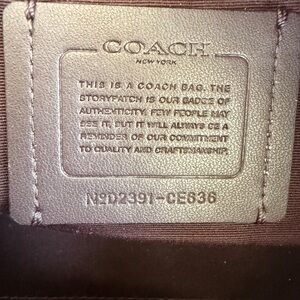 COACH
NEW YORK
THIS IS A COACH BAG. THE
STORYPATCH IS OUR BADGE OF
AUTHENTICITY. FEW PEOPLE MAY
SEE IT, BUT IT WILL ALWAYS BE A
REMINDER OF OUR COMMITMENT
TO QUALITY AND CRAFTSMANSHIP.
NºD2391-CE636